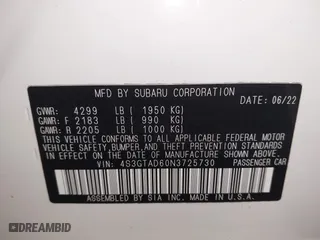 MFD BY SUBARU CORPORATION
DATE 06/22
GVWR: 4299 LB ( 1950 KG)
GAWR: F 2183 LB ( 990 KG)
GAWR: R 2205 LB ( 1000 KG)
THIS VEHICLE CONFORMS TO ALL APPLICABLE FEDERAL MOTOR
VEHICLE SAFETY, BUMPER, AND THEFT PREVENTION STANDARDS
IN EFFECT ON THE DATE OF MANUFACTURE SHOWN ABOVE.
VIN: 4S3GTAD60N3725730
PASSENGER CAR
ASSEMBLED BY SIA INC. MADE IN U.S.A.
DREAMBID